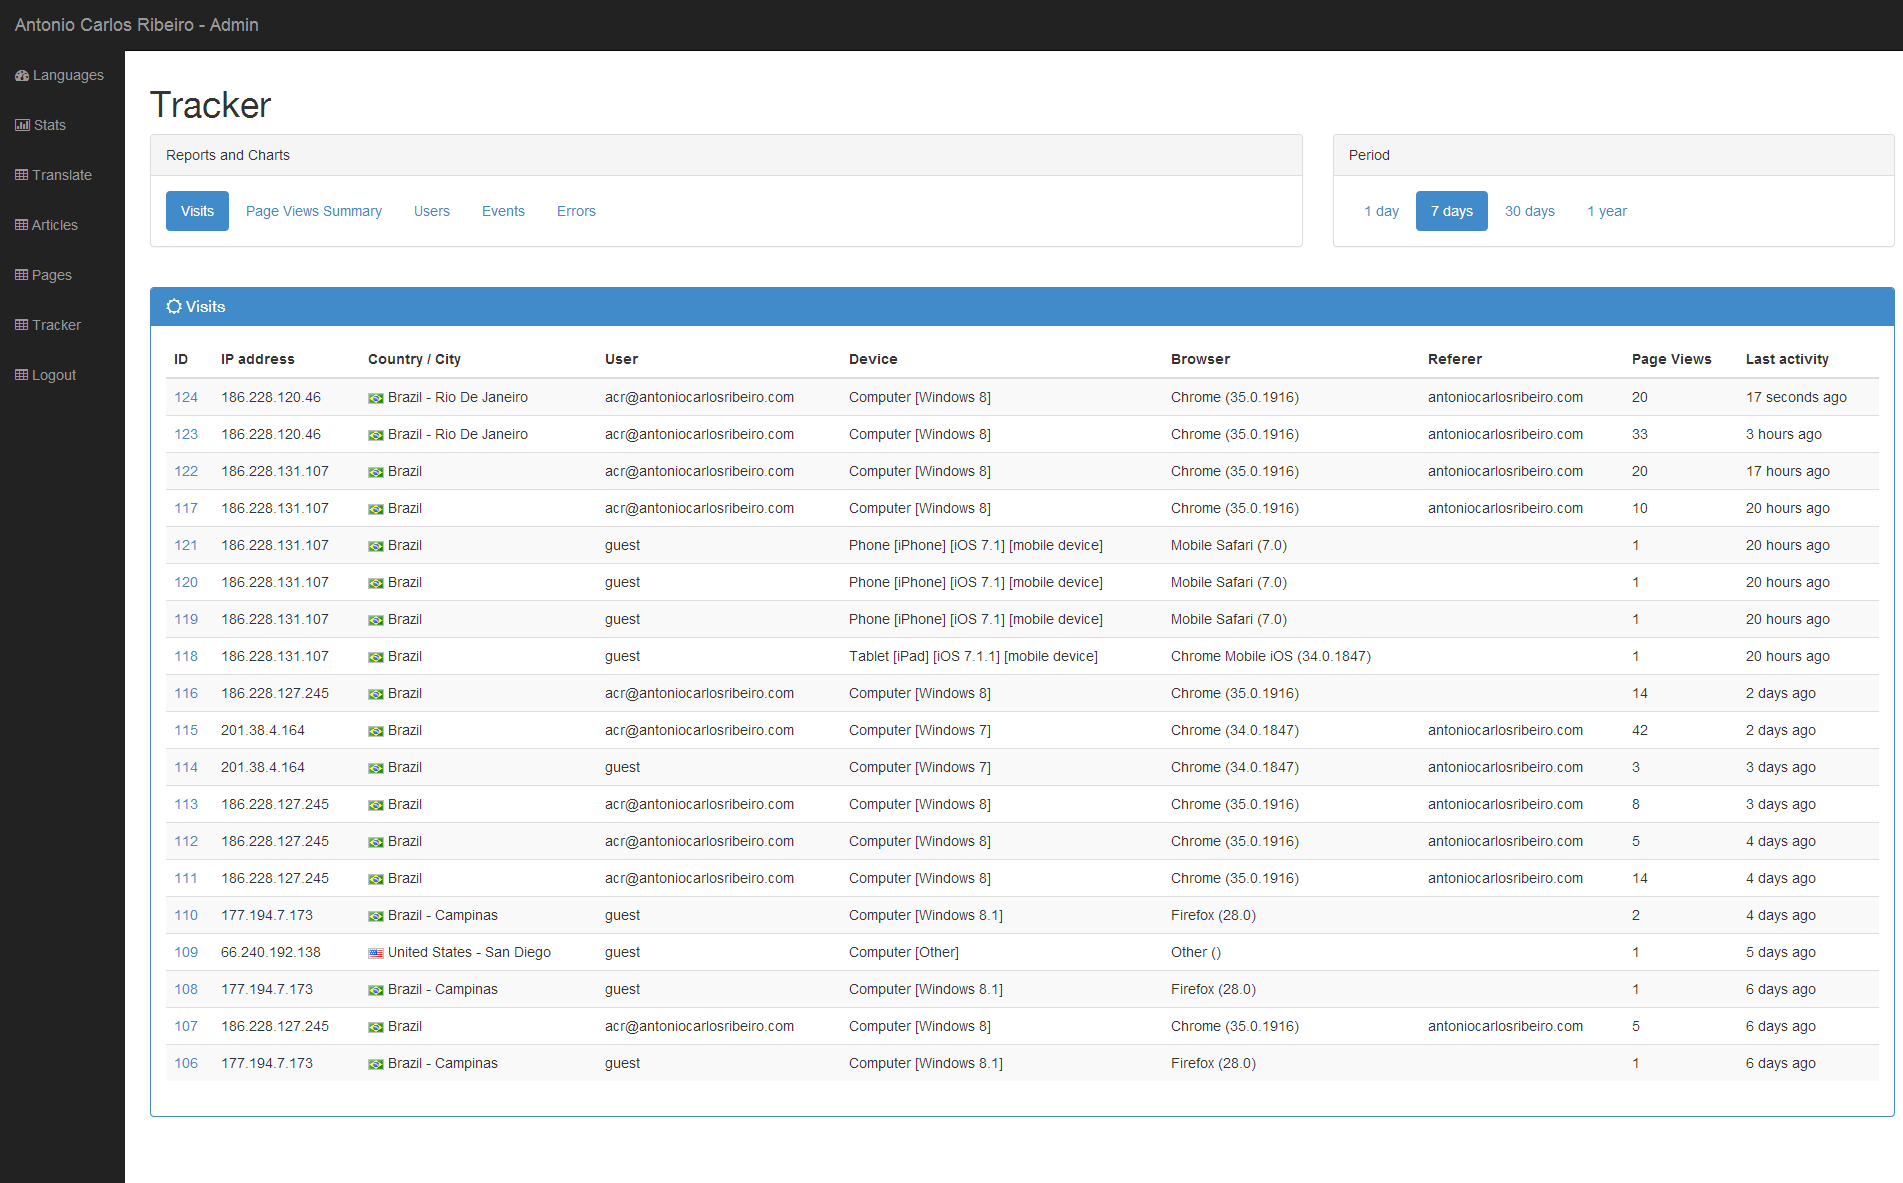 Antonio Carlos Ribeiro - Admin
Languages
Stats
Translate
Articles
Pages
Tracker
Logout
Tracker
Reports and Charts
Visits Page Views Summary Users Events Errors
Period
1 day 7 days 30 days 1 year
Visits
ID IP address Country / City User Device Browser Referer Page Views Last activity
124 186.228.120.46 Brazil - Rio De Janeiro acr@antoniocarlosribeiro.com Computer [Windows 8] Chrome (35.0.1916) antoniocarlosribeiro.com 20 17 seconds ago
123 186.228.120.46 Brazil - Rio De Janeiro acr@antoniocarlosribeiro.com Computer [Windows 8] Chrome (35.0.1916) antoniocarlosribeiro.com 33 3 hours ago
122 186.228.131.107 Brazil acr@antoniocarlosribeiro.com Computer [Windows 8] Chrome (35.0.1916) antoniocarlosribeiro.com 20 17 hours ago
117 186.228.131.107 Brazil acr@antoniocarlosribeiro.com Computer [Windows 8] Chrome (35.0.1916) antoniocarlosribeiro.com 10 20 hours ago
121 186.228.131.107 Brazil guest Phone [iPhone] [iOS 7.1] [mobile device] Mobile Safari (7.0) 1 20 hours ago
120 186.228.131.107 Brazil guest Phone [iPhone] [iOS 7.1] [mobile device] Mobile Safari (7.0) 1 20 hours ago
119 186.228.131.107 Brazil guest Phone [iPhone] [iOS 7.1] [mobile device] Mobile Safari (7.0) 1 20 hours ago
118 186.228.131.107 Brazil guest Tablet [iPad] [iOS 7.1.1] [mobile device] Chrome Mobile iOS (34.0.1847) 1 20 hours ago
116 186.228.127.245 Brazil acr@antoniocarlosribeiro.com Computer [Windows 8] Chrome (35.0.1916) 14 2 days ago
115 201.38.4.164 Brazil acr@antoniocarlosribeiro.com Computer [Windows 7] Chrome (34.0.1847) antoniocarlosribeiro.com 42 2 days ago
114 201.38.4.164 Brazil guest Computer [Windows 7] Chrome (34.0.1847) antoniocarlosribeiro.com 3 3 days ago
113 186.228.127.245 Brazil acr@antoniocarlosribeiro.com Computer [Windows 8] Chrome (35.0.1916) antoniocarlosribeiro.com 8 3 days ago
112 186.228.127.245 Brazil acr@antoniocarlosribeiro.com Computer [Windows 8] Chrome (35.0.1916) antoniocarlosribeiro.com 5 4 days ago
111 186.228.127.245 Brazil acr@antoniocarlosribeiro.com Computer [Windows 8] Chrome (35.0.1916) antoniocarlosribeiro.com 14 4 days ago
110 177.194.7.173 Brazil - Campinas guest Computer [Windows 8.1] Firefox (28.0) 2 4 days ago
109 66.240.192.138 United States - San Diego guest Computer [Other] Other () 1 5 days ago
108 177.194.7.173 Brazil - Campinas guest Computer [Windows 8.1] Firefox (28.0) 1 6 days ago
107 186.228.127.245 Brazil acr@antoniocarlosribeiro.com Computer [Windows 8] Chrome (35.0.1916) antoniocarlosribeiro.com 5 6 days ago
106 177.194.7.173 Brazil - Campinas guest Computer [Windows 8.1] Firefox (28.0) 1 6 days ago